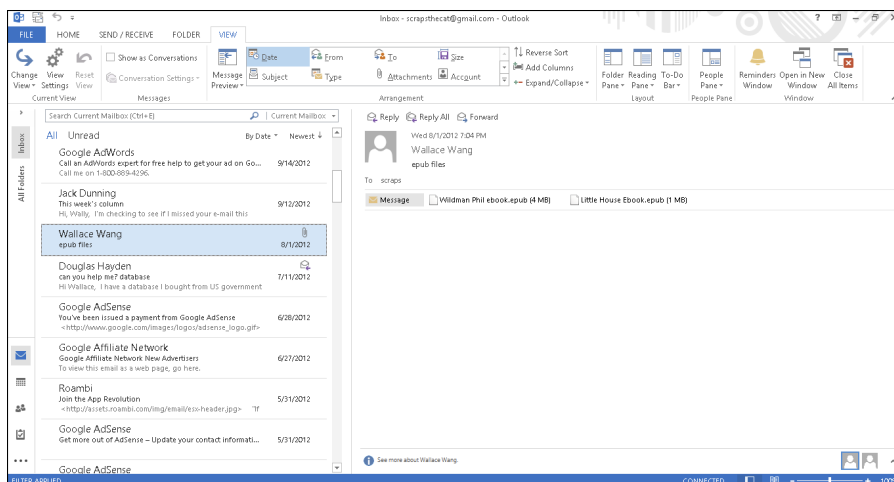 Inbox - scrapsthecat@gmail.com - Outlook
FILE HOME SEND / RECEIVE FOLDER VIEW
Change View
View Settings
Reset View
Current View
Show as Conversations
Conversation Settings
Messages
Message Preview
Date From To Size
Subject Type Attachments Account
Arrangement
Reverse Sort
Add Columns
Expand/Collapse
Folder Pane
Reading Pane
To-Do Bar
Layout
People Pane
People Pane
Reminders Window
Open in New Window
Close All Items
Window
Inbox
All Folders
Search Current Mailbox (Ctrl+E) Current Mailbox
All Unread By Date Newest
Google AdWords
Call an AdWords expert for free help to get your ad on Go... 9/14/2012
Call me on 1-800-889-4296.
Jack Dunning
This week's column 9/12/2012
Hi, Wally, I'm checking to see if I missed your e-mail this
Wallace Wang
epub files 8/1/2012
Douglas Hayden
can you help me? database 7/11/2012
Hi Wallace, I have a database I bought from US government
Google AdSense
You've been issued a payment from Google AdSense 6/28/2012
<http://www.google.com/images/logos/adsense_logo.gif>
Google Affiliate Network
Google Affiliate Network New Advertisers 6/27/2012
To view this email as a web page, go here.
Roambi
Join the App Revolution 5/31/2012
<http://assets.roambi.com/img/email/esx-header.jpg> "If
Google AdSense
Get more out of AdSense – Update your contact informati... 5/31/2012
Google AdSense
Reply Reply All Forward
Wed 8/1/2012 7:04 PM
Wallace Wang
epub files
To scraps
Message Wildman Phil ebook.epub (4 MB) Little House Ebook.epub (1 MB)
See more about Wallace Wang.
FILTER APPLIED CONNECTED